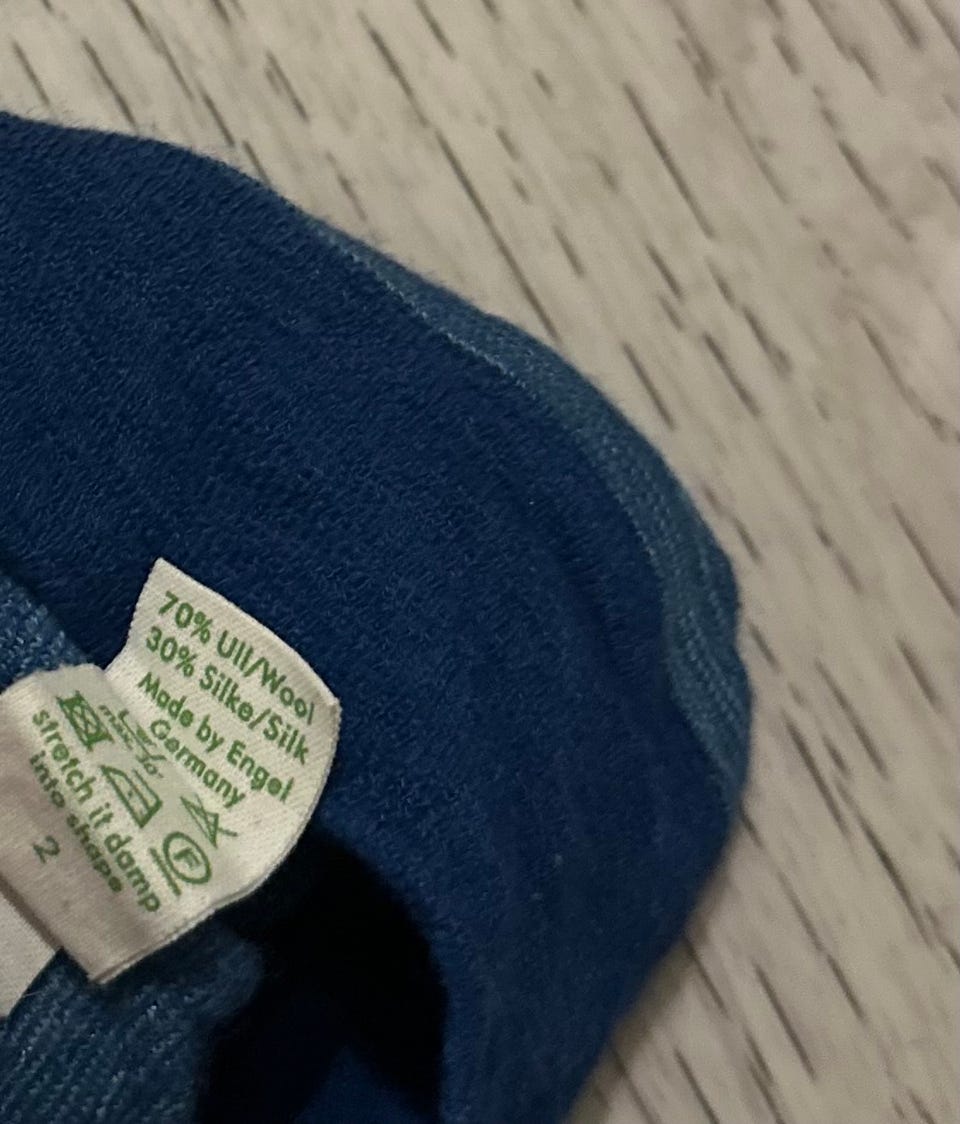 70% Ull/Wool
30% Silke/Silk
Made by Engel
Germany
F
stretch it damp
into shape
2